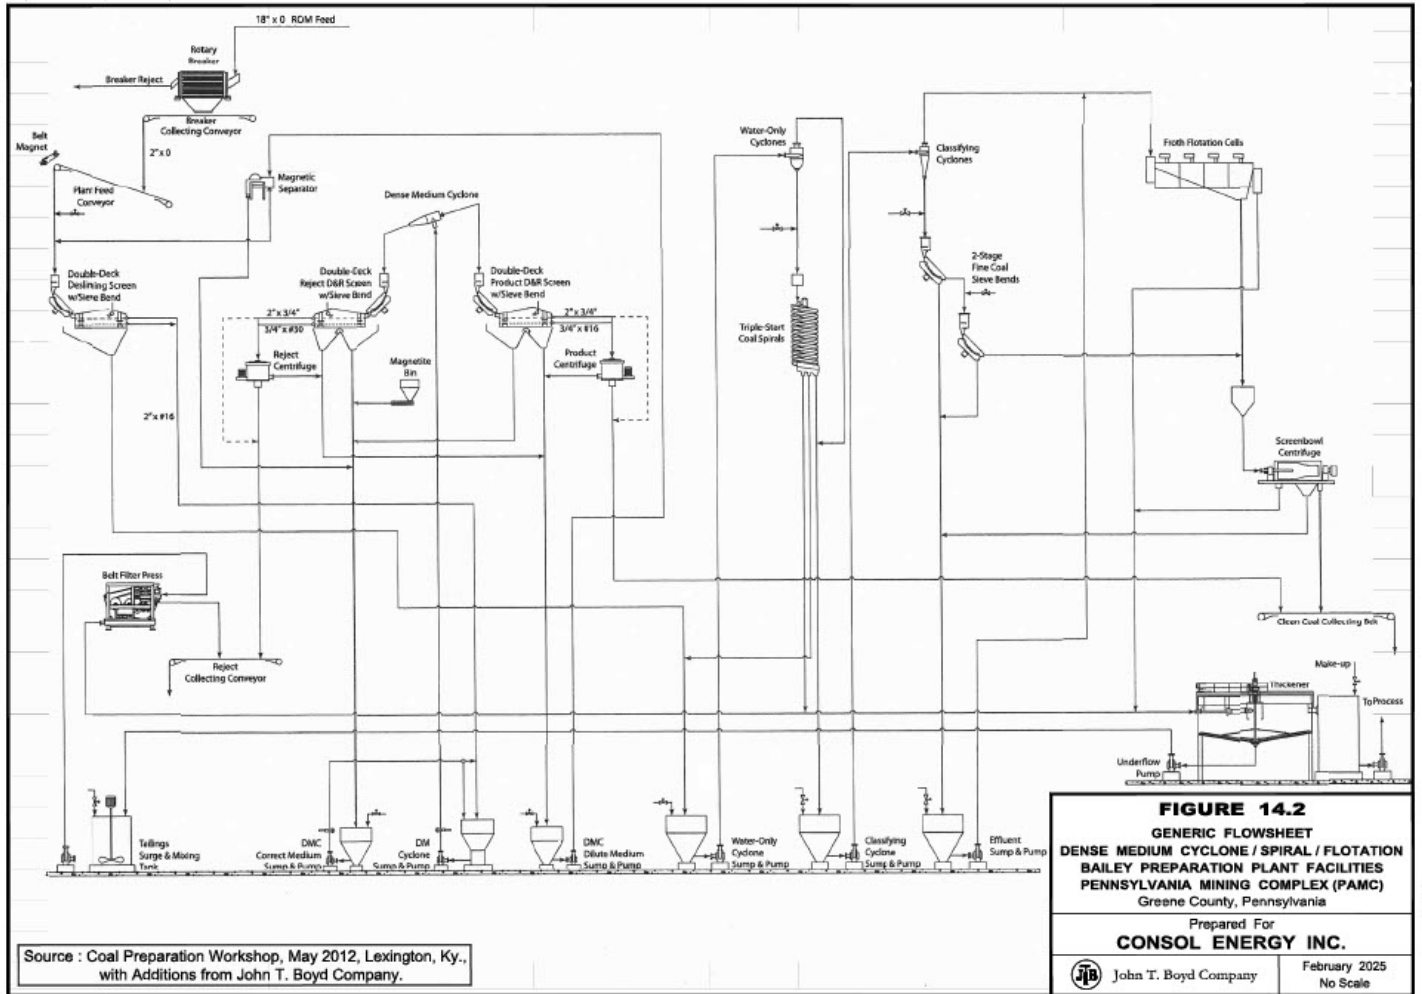 18" x 0 ROM Feed
Rotary
Breaker
Breaker Reject
Breaker
Collecting Conveyor
Belt
Magnet
2" x 0
Plant Feed
Conveyor
Magnetic
Separator
Dense Medium Cyclone
Water-Only
Cyclones
Classifying
Cyclones
Froth Flotation Cells
Double-Deck
Desliming Screen
w/Sieve Bend
Double-Deck
Reject D&R Screen
w/Sieve Bend
Double-Deck
Product D&R Screen
w/Sieve Bend
2-Stage
Fine Coal
Sieve Bends
2" x 3/4"
3/4" x #30
2" x 3/4"
3/4" x #16
Triple-Start
Coal Spirals
Reject
Centrifuge
Magnetite
Bin
Product
Centrifuge
2" x #16
Screenbowl
Centrifuge
Belt Filter Press
Clean Coal Collecting Belt
Reject
Collecting Conveyor
Make-up
Thickener
To Process
Underflow
Pump
Tailings
Surge & Mixing
Tank
DMC
Correct Medium
Sump & Pump
DM
Cyclone
Sump & Pump
DMC
Dilute Medium
Sump & Pump
Water-Only
Cyclone
Sump & Pump
Classifying
Cyclone
Sump & Pump
Effluent
Sump & Pump
FIGURE 14.2
GENERIC FLOWSHEET
DENSE MEDIUM CYCLONE / SPIRAL / FLOTATION
BAILEY PREPARATION PLANT FACILITIES
PENNSYLVANIA MINING COMPLEX (PAMC)
Greene County, Pennsylvania
Prepared For
CONSOL ENERGY INC.
JTB John T. Boyd Company
February 2025
No Scale
Source : Coal Preparation Workshop, May 2012, Lexington, Ky.,
with Additions from John T. Boyd Company.